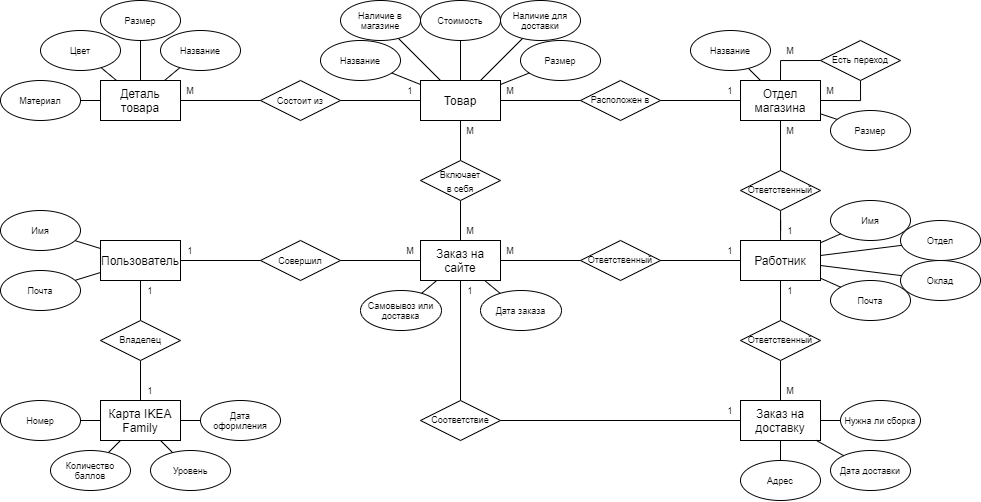 Размер
Наличие в
магазине
Стоимость
Наличие для
доставки
Цвет
Название
Название
Размер
Название
М
Есть переход
Материал
Деталь
товара
М
Состоит из
1
Товар
М
Расположен в
1
Отдел
магазина
М
М
М
Размер
Включает
в себя
Ответственный
М
1
Имя
Имя
Отдел
Пользователь
1
Совершил
М
Заказ на
сайте
М
Ответственный
1
Работник
Почта
1
Самовывоз или
доставка
1
Дата заказа
1
Почта
Оклад
Владелец
Ответственный
1
М
Номер
Карта IKEA
Family
Дата
оформления
Соответствие
1
Заказ на
доставку
Нужна ли сборка
Количество
баллов
Уровень
Адрес
Дата доставки